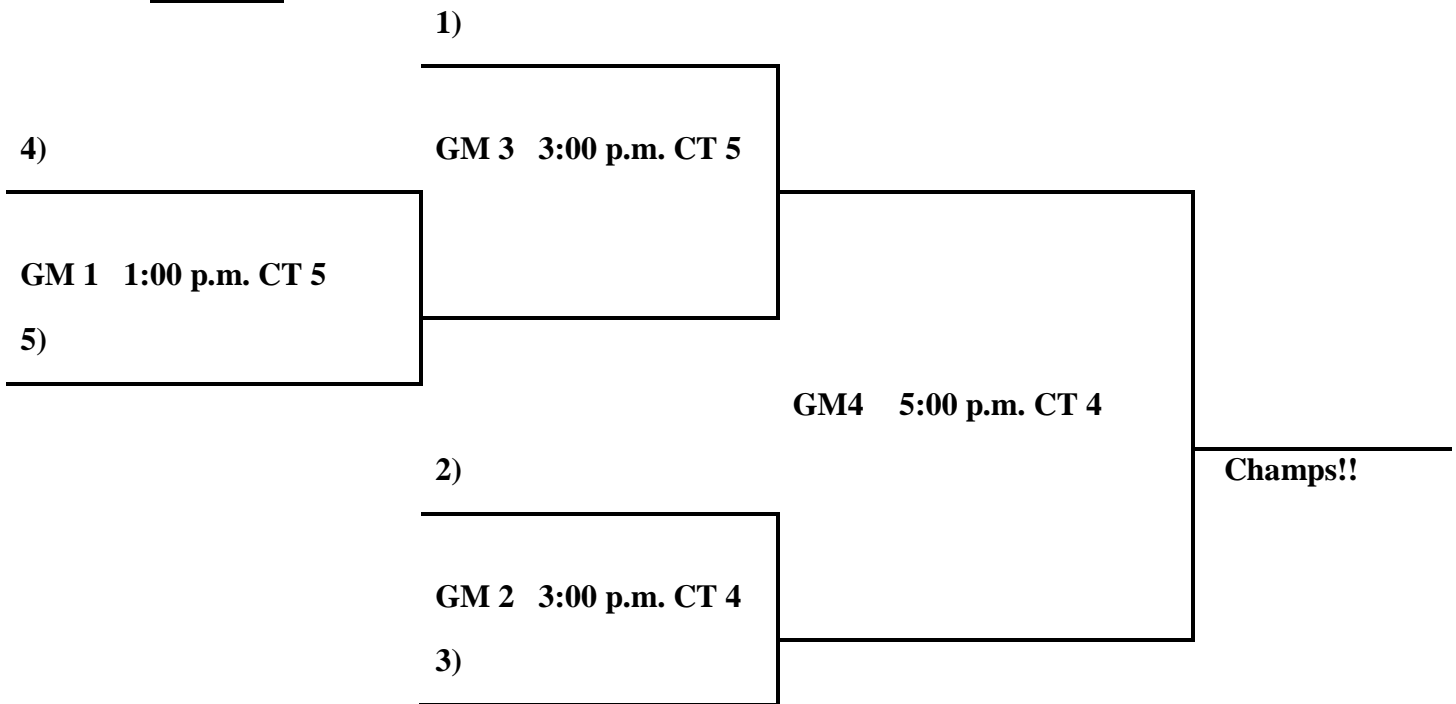 1)
4)
GM 3 3:00 p.m. CT 5
GM 1 1:00 p.m. CT 5
5)
GM4 5:00 p.m. CT 4
2)
Champs!!
GM 2 3:00 p.m. CT 4
3)